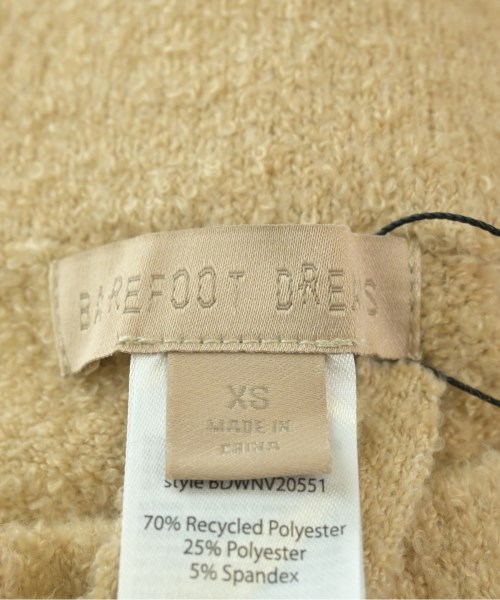 BAREFOOT DREAMS
XS
MADE IN
CHINA
style BDWNV20551
70% Recycled Polyester
25% Polyester
5% Spandex